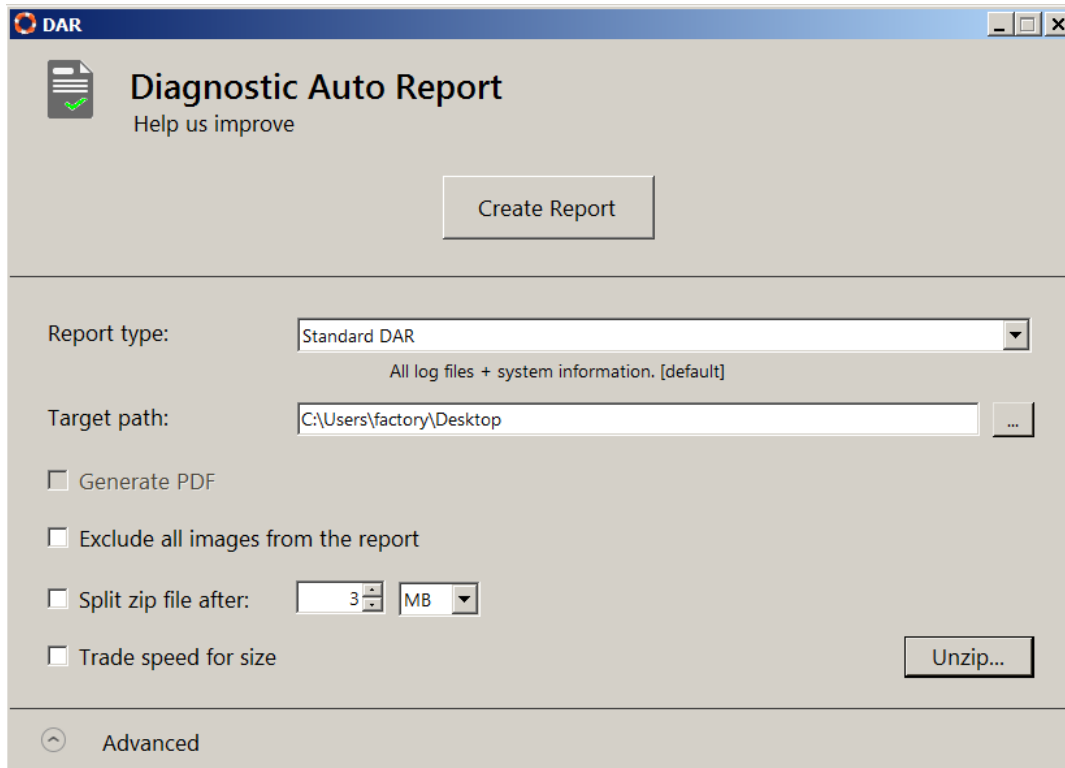 DAR
Diagnostic Auto Report
Help us improve
Create Report
Report type: Standard DAR
All log files + system information. [default]
Target path: C:\Users\factory\Desktop ...
Generate PDF
Exclude all images from the report
Split zip file after: 3 MB
Trade speed for size Unzip...
Advanced